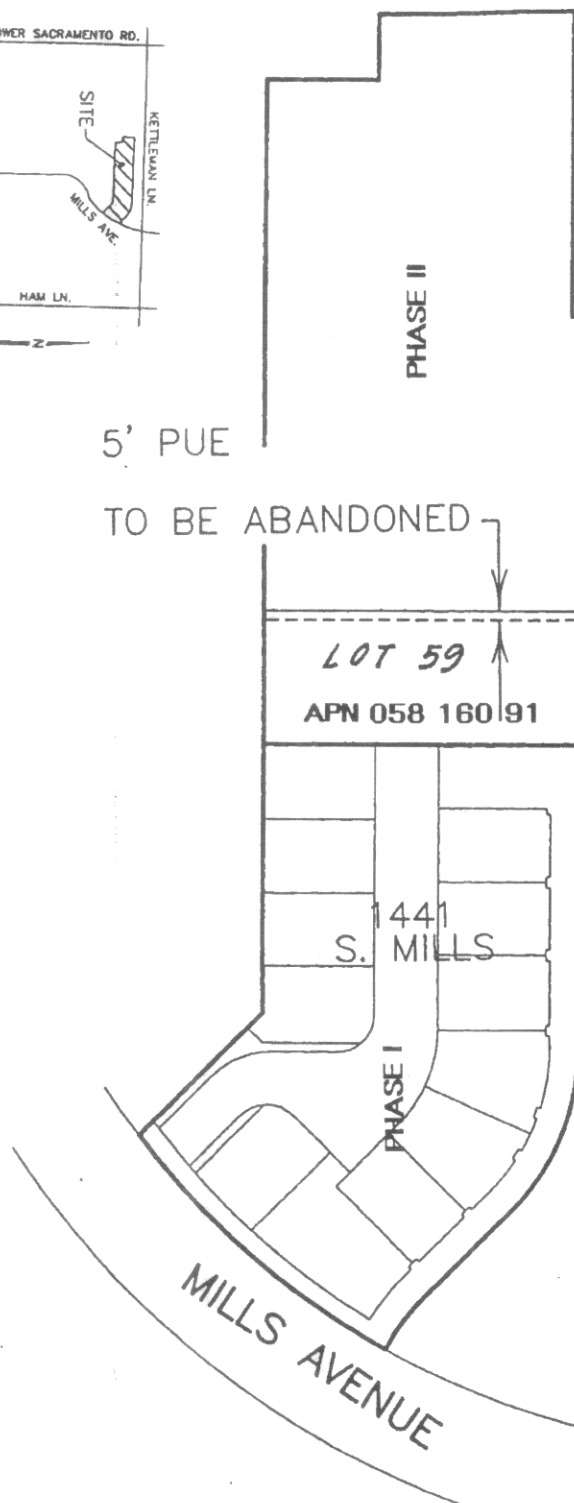 OWER SACRAMENTO RD.
SITE
KETTLEMAN LN.
MILLS AVE.
HAM LN.
N
PHASE II
5' PUE
TO BE ABANDONED
LOT 59
APN 058 160 91
1441
S. MILLS
PHASE I
MILLS AVENUE